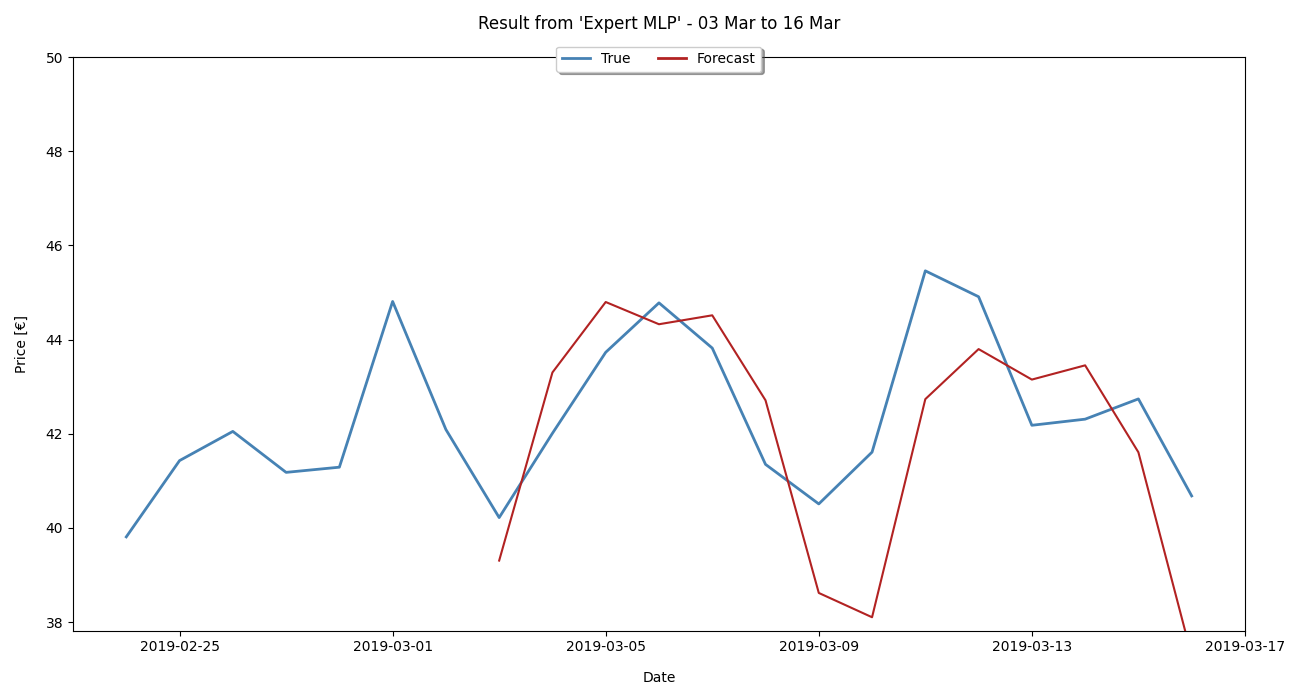 Result from 'Expert MLP' - 03 Mar to 16 Mar
True Forecast
50
48
46
44
42
40
38
Price [€]
2019-02-25 2019-03-01 2019-03-05 2019-03-09 2019-03-13 2019-03-17
Date